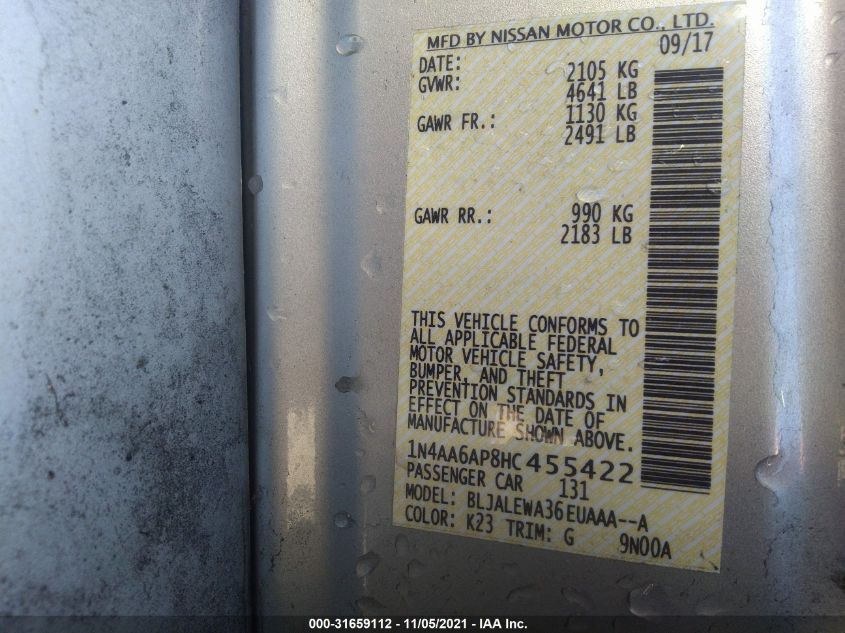 MFD BY NISSAN MOTOR CO., LTD.
DATE: 09/17
GVWR: 2105 KG
4641 LB
GAWR FR.: 1130 KG
2491 LB
GAWR RR.: 990 KG
2183 LB
THIS VEHICLE CONFORMS TO
ALL APPLICABLE FEDERAL
MOTOR VEHICLE SAFETY,
BUMPER, AND THEFT
PREVENTION STANDARDS IN
EFFECT ON THE DATE OF
MANUFACTURE SHOWN ABOVE.
1N4AA6AP8HC455422
PASSENGER CAR 131
MODEL: BLJALEWA36EUAAA--A
COLOR: K23 TRIM: G 9N00A
000-31659112 - 11/05/2021 - IAA Inc.